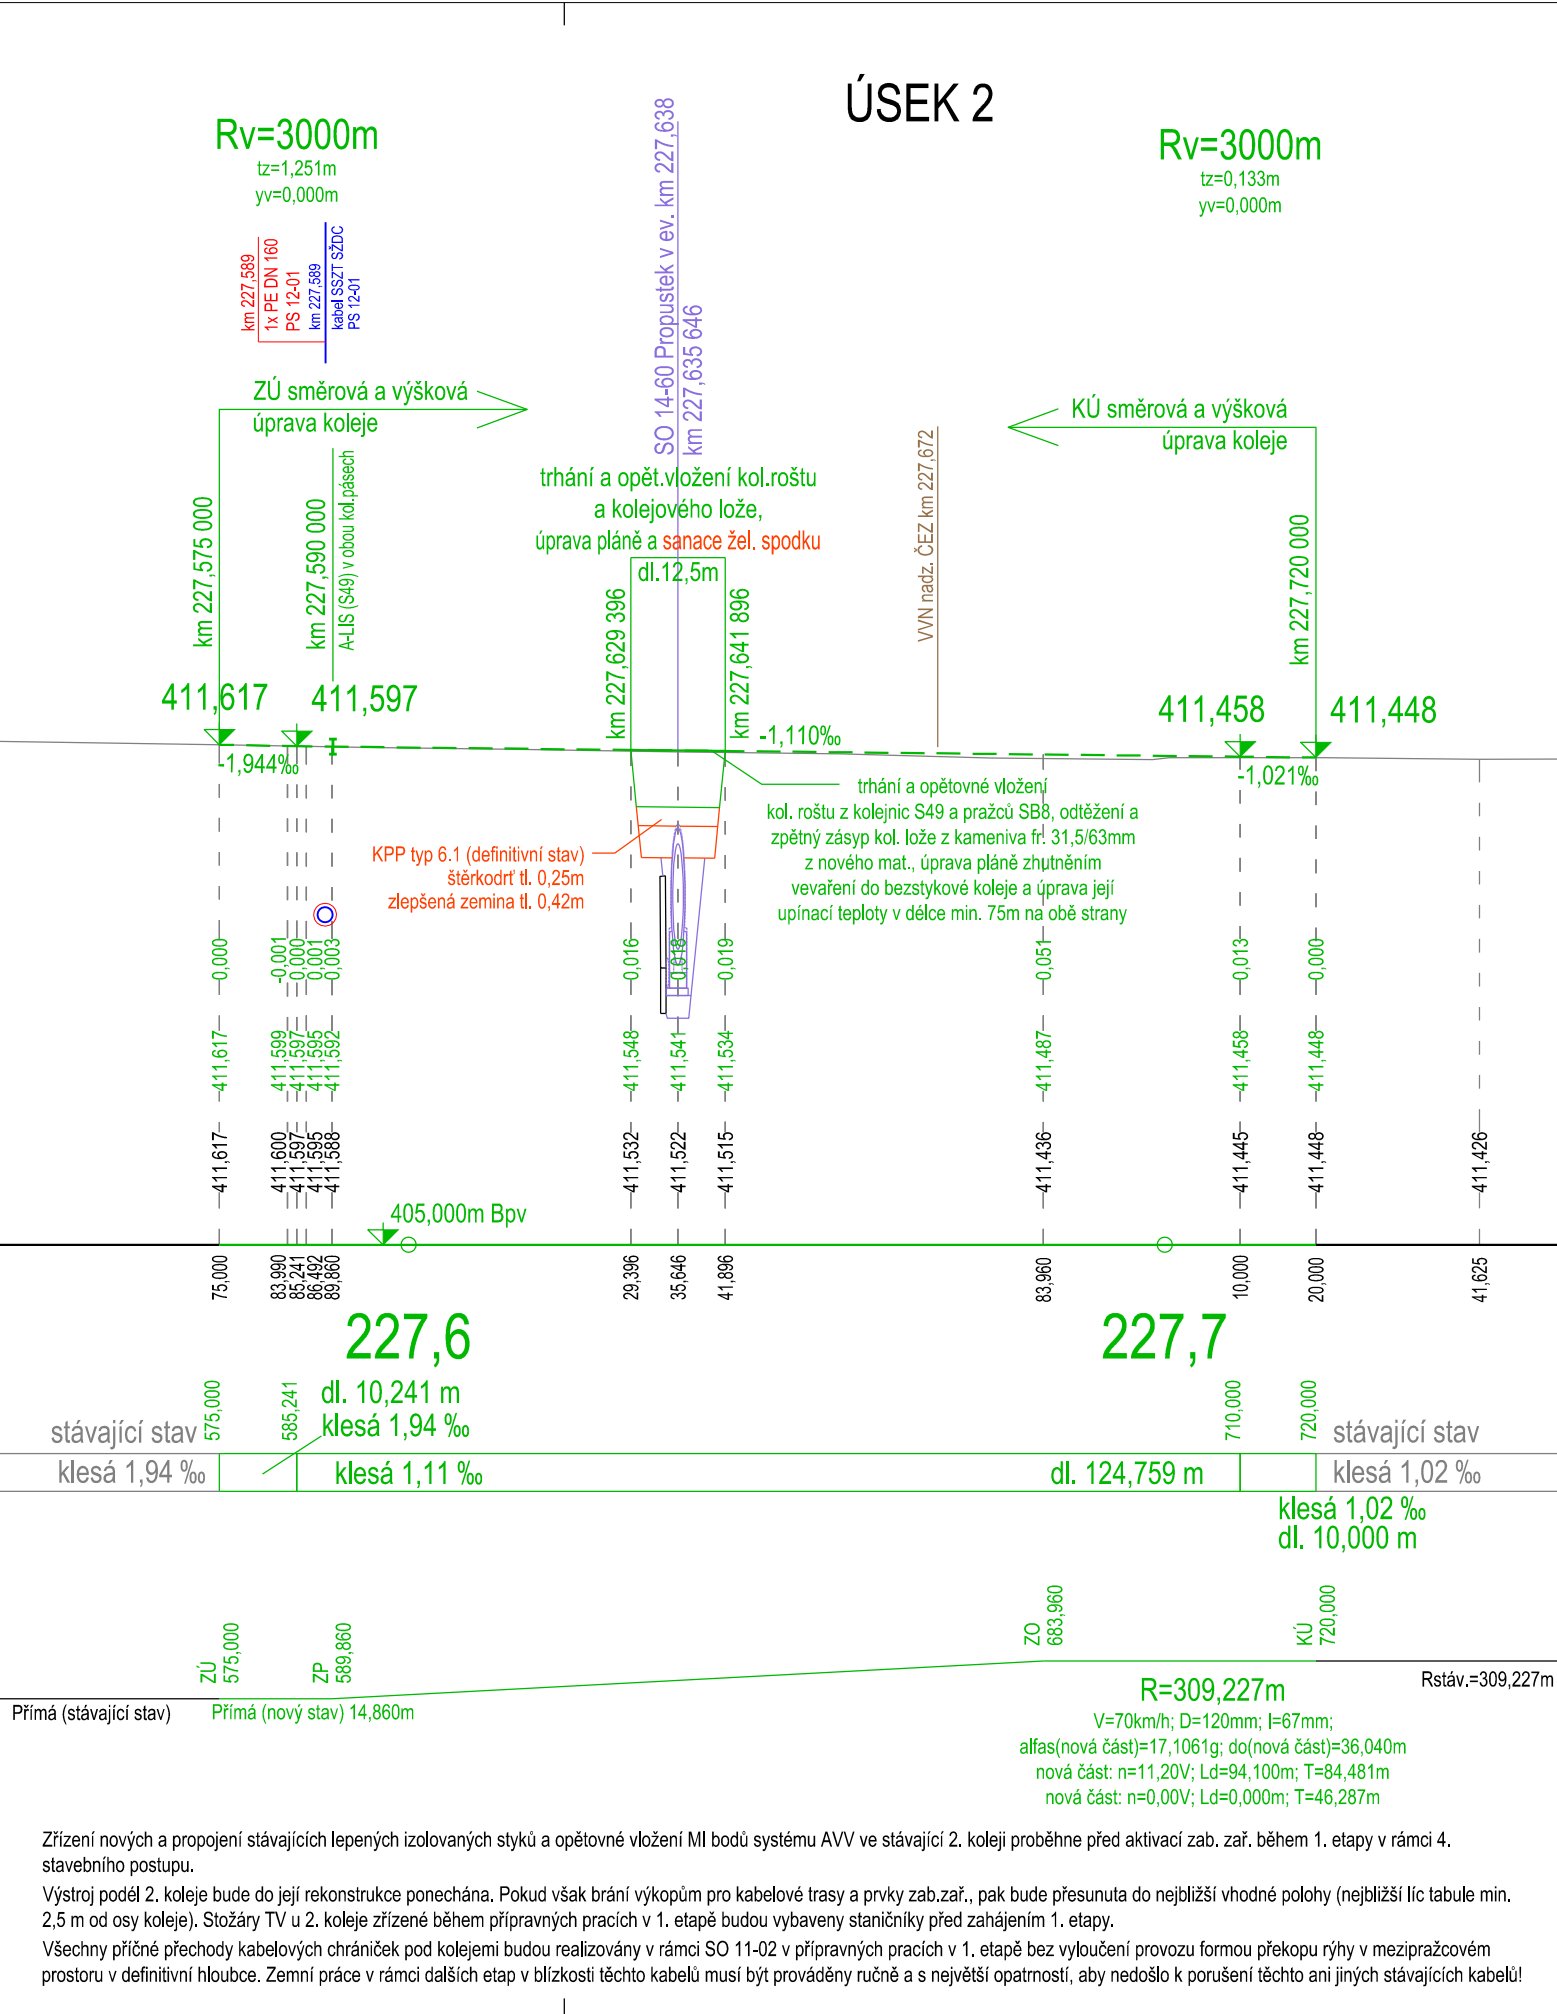 ÚSEK 2
Rv=3000m
tz=1,251m
yv=0,000m
Rv=3000m
tz=0,133m
yv=0,000m
km 227,589
1x PE DN 160
PS 12-01
km 227,589
kabel SSZT SŽDC
PS 12-01
SO 14-60 Propustek v ev. km 227,638
km 227,635 646
ZÚ směrová a výšková
úprava koleje
KÚ směrová a výšková
úprava koleje
km 227,575 000
km 227,590 000
A-LIS (S49) v obou kol.pásech
trhání a opět.vložení kol.roštu
a kolejového lože,
úprava pláně a sanace žel. spodku
dl.12,5m
km 227,629 396
km 227,641 896
VVN nadz. ČEZ km 227,672
km 227,720 000
411,617
411,597
411,458
411,448
-1,944‰
-1,110‰
-1,021‰
trhání a opětovné vložení
kol. roštu z kolejnic S49 a pražců SB8, odtěžení a
zpětný zásyp kol. lože z kameniva fr. 31,5/63mm
z nového mat., úprava pláně zhutněním
vevaření do bezstykové koleje a úprava její
upínací teploty v délce min. 75m na obě strany
KPP typ 6.1 (definitivní stav)
štěrkodrť tl. 0,25m
zlepšená zemina tl. 0,42m
0,000
-0,001
0,000
0,001
0,003
0,016
0,018
0,019
0,051
0,013
0,000
411,617
411,599
411,597
411,595
411,592
411,548
411,541
411,534
411,487
411,458
411,448
411,617
411,600
411,597
411,595
411,588
411,532
411,522
411,515
411,436
411,445
411,448
411,426
405,000m Bpv
75,000
83,990
85,241
86,492
89,860
29,396
35,646
41,896
83,960
10,000
20,000
41,625
227,6
227,7
575,000
585,241
dl. 10,241 m
klesá 1,94 ‰
710,000
720,000
stávající stav
stávající stav
klesá 1,94 ‰
klesá 1,11 ‰
dl. 124,759 m
klesá 1,02 ‰
klesá 1,02 ‰
dl. 10,000 m
ZÚ
575,000
ZP
589,860
ZO
683,960
KÚ
720,000
Přímá (stávající stav)
Přímá (nový stav) 14,860m
R=309,227m
Rstáv.=309,227m
V=70km/h; D=120mm; I=67mm;
alfas(nová část)=17,1061g; do(nová část)=36,040m
nová část: n=11,20V; Ld=94,100m; T=84,481m
nová část: n=0,00V; Ld=0,000m; T=46,287m
Zřízení nových a propojení stávajících lepených izolovaných styků a opětovné vložení MI bodů systému AVV ve stávající 2. koleji proběhne před aktivací zab. zař. během 1. etapy v rámci 4.
stavebního postupu.
Výstroj podél 2. koleje bude do její rekonstrukce ponechána. Pokud však brání výkopům pro kabelové trasy a prvky zab.zař., pak bude přesunuta do nejbližší vhodné polohy (nejbližší líc tabule min.
2,5 m od osy koleje). Stožáry TV u 2. koleje zřízené během přípravných pracích v 1. etapě budou vybaveny staničníky před zahájením 1. etapy.
Všechny příčné přechody kabelových chrániček pod kolejemi budou realizovány v rámci SO 11-02 v přípravných pracích v 1. etapě bez vyloučení provozu formou překopu rýhy v mezipražcovém
prostoru v definitivní hloubce. Zemní práce v rámci dalších etap v blízkosti těchto kabelů musí být prováděny ručně a s největší opatrností, aby nedošlo k porušení těchto ani jiných stávajících kabelů!